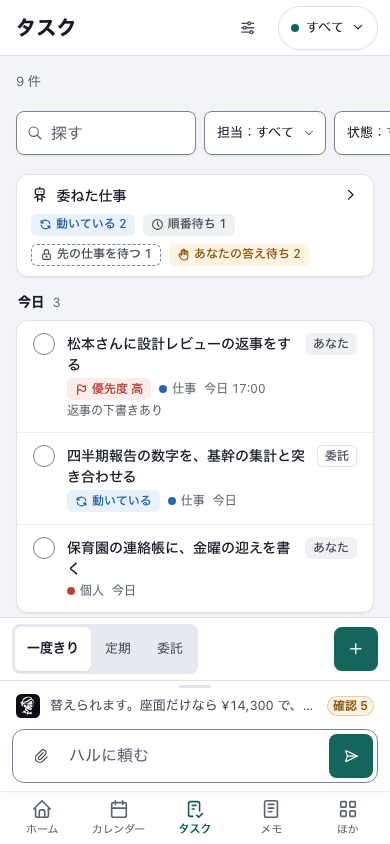 タスク
すべて
9 件
探す
担当：すべて
状態：
委ねた仕事
動いている 2
順番待ち 1
先の仕事を待つ 1
あなたの答え待ち 2
今日 3
松本さんに設計レビューの返事をす
る
あなた
優先度 高
仕事 今日 17:00
返事の下書きあり
四半期報告の数字を、基幹の集計と突
き合わせる
委託
動いている
仕事 今日
保育園の連絡帳に、金曜の迎えを書
く
あなた
個人 今日
一度きり
定期
委託
替えられます。座面だけなら ¥14,300 で、...
確認 5
ハルに頼む
ホーム
カレンダー
タスク
メモ
ほか